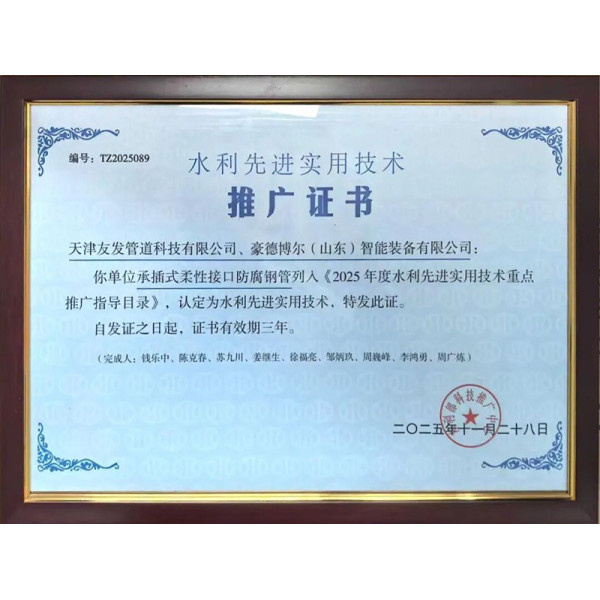 编号：TZ2025089
水利先进实用技术
推广证书
天津友发管道科技有限公司、豪德博尔（山东）智能装备有限公司：
你单位承插式柔性接口防腐钢管列入《2025年度水利先进实用技术重点
推广指导目录》，认定为水利先进实用技术，特发此证。
自发证之日起，证书有效期三年。
（完成人：钱乐中、陈克春、苏九川、姜继生、徐福亮、邹炳玖、周巍峰、李鸿勇、周广炼）
科技推广
二〇二五年十一月二十八日